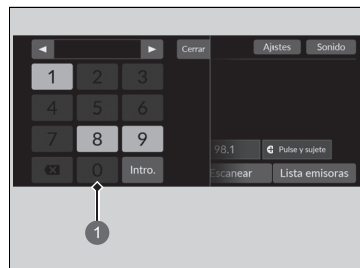 Cerrar
Ajustes
Sonido
1
2
3
4
5
6
7
8
9
0
Intro.
98.1
Pulse y sujete
Escanear
Lista emisoras
1